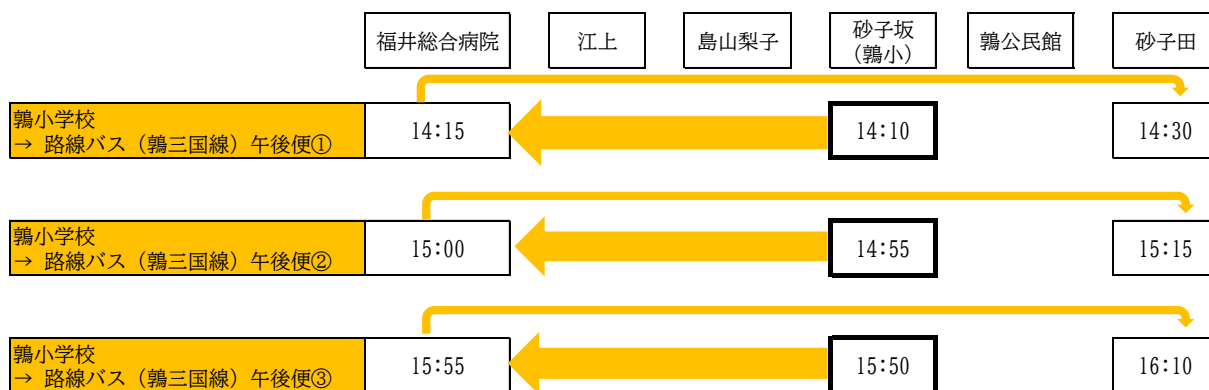 福井総合病院
江上
島山梨子
砂子坂
(鶉小)
鶉公民館
砂子田
鶉小学校
→ 路線バス(鶉三国線)午後便①
14:15
14:10
14:30
鶉小学校
→ 路線バス(鶉三国線)午後便②
15:00
14:55
15:15
鶉小学校
→ 路線バス(鶉三国線)午後便③
15:55
15:50
16:10